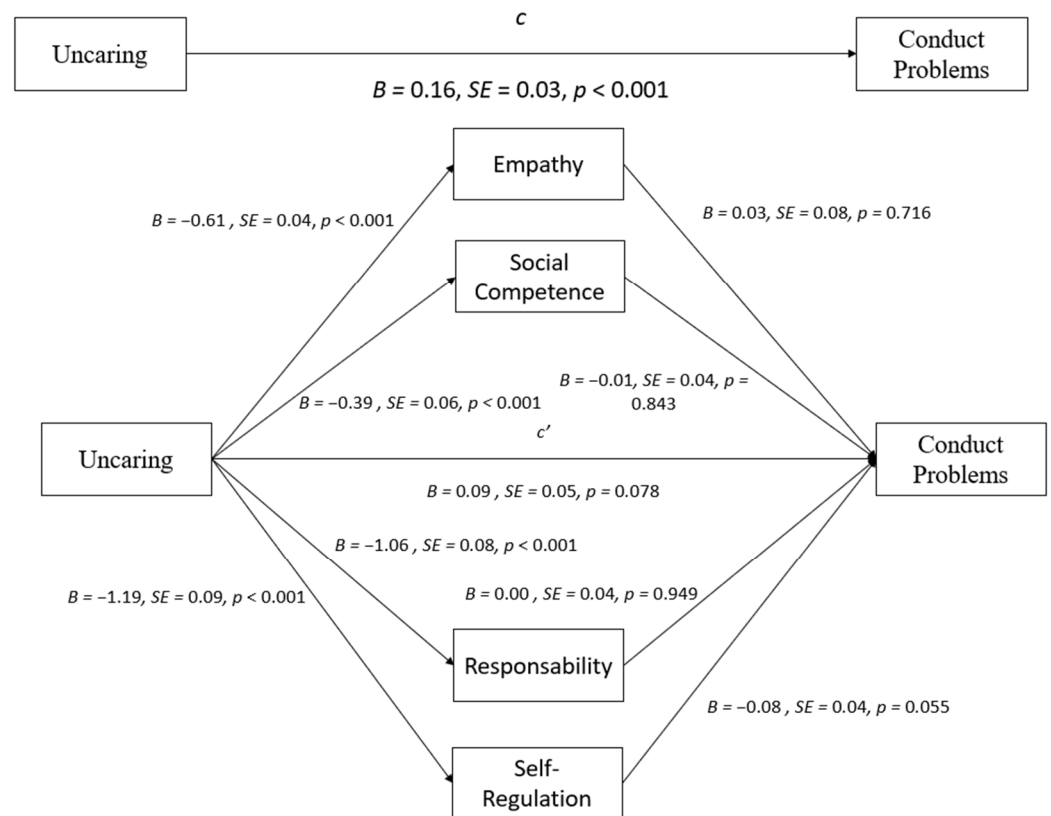 c
Uncaring
Conduct
Problems
B = 0.16, SE = 0.03, p < 0.001
Empathy
B = −0.61 , SE = 0.04, p < 0.001
B = 0.03, SE = 0.08, p = 0.716
Social
Competence
B = −0.39 , SE = 0.06, p < 0.001
B = −0.01, SE = 0.04, p =
0.843
c’
Uncaring
Conduct
Problems
B = 0.09 , SE = 0.05, p = 0.078
B = −1.06 , SE = 0.08, p < 0.001
B = −1.19, SE = 0.09, p < 0.001
B = 0.00 , SE = 0.04, p = 0.949
Responsability
B = −0.08 , SE = 0.04, p = 0.055
Self-
Regulation